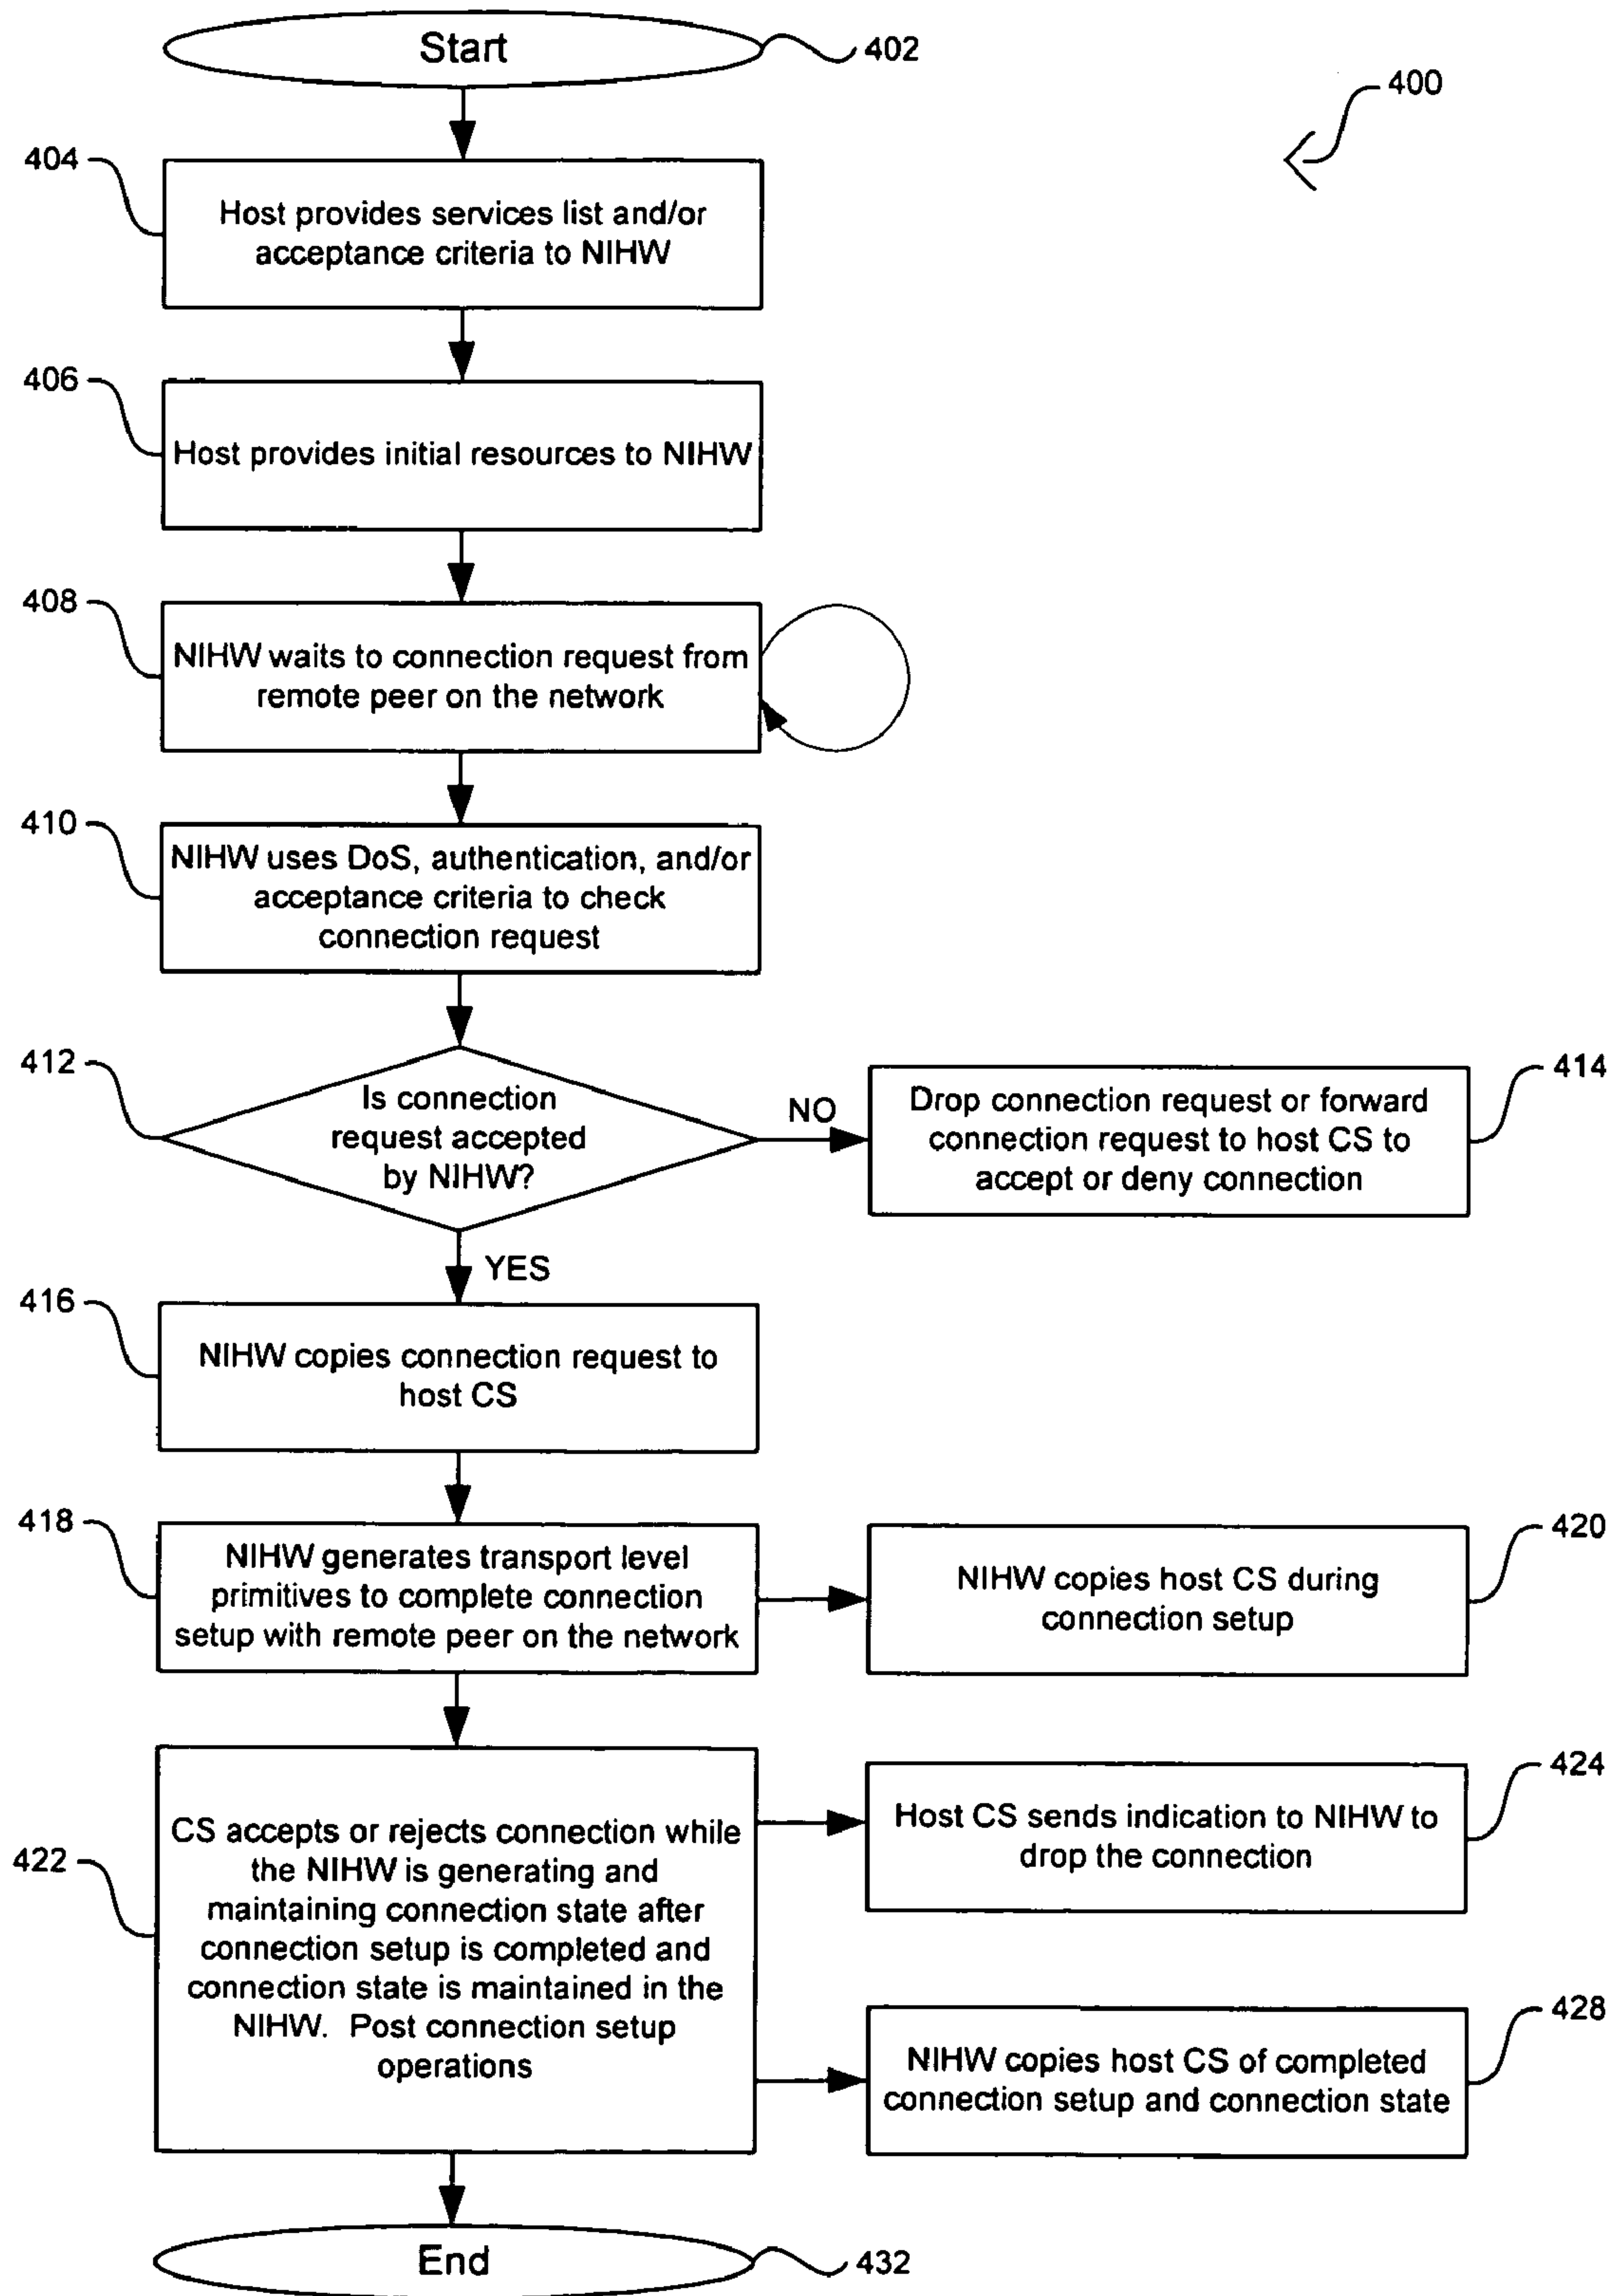 Start
402
400
404
Host provides services list and/or
acceptance criteria to NIHW
406
Host provides initial resources to NIHW
408
NIHW waits to connection request from
remote peer on the network
410
NIHW uses DoS, authentication, and/or
acceptance criteria to check
connection request
412
Is connection
request accepted
by NIHW?
NO
414
Drop connection request or forward
connection request to host CS to
accept or deny connection
YES
416
NIHW copies connection request to
host CS
418
NIHW generates transport level
primitives to complete connection
setup with remote peer on the network
420
NIHW copies host CS during
connection setup
422
CS accepts or rejects connection while
the NIHW is generating and
maintaining connection state after
connection setup is completed and
connection state is maintained in the
NIHW. Post connection setup
operations
424
Host CS sends indication to NIHW to
drop the connection
428
NIHW copies host CS of completed
connection setup and connection state
End
432